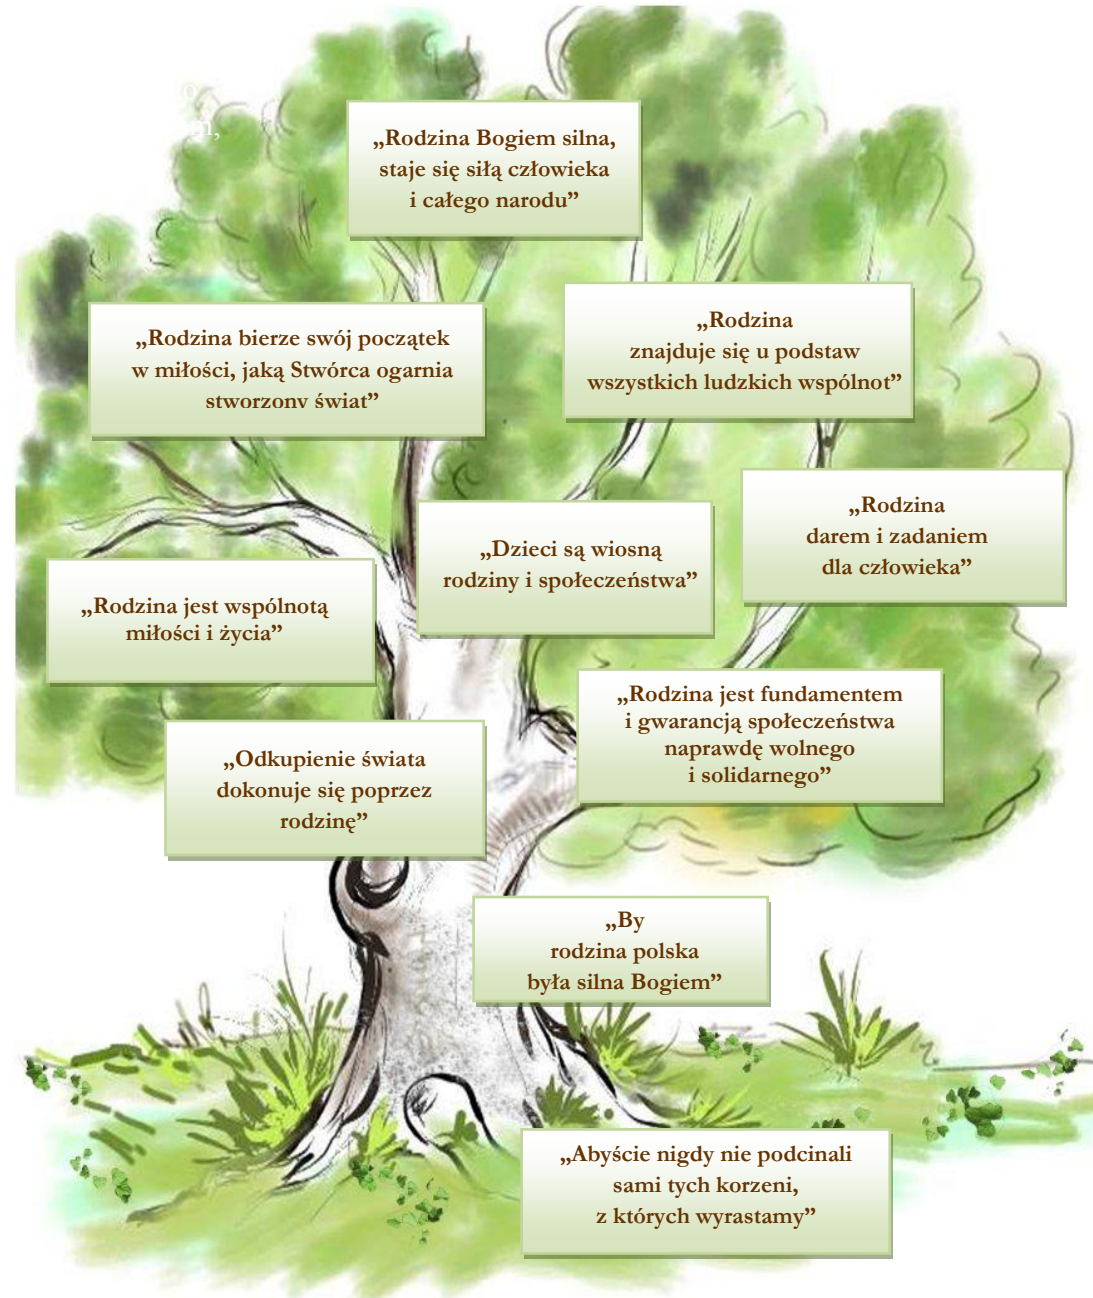 „Rodzina Bogiem silna,
staje się siłą człowieka
i całego narodu”
„Rodzina bierze swój początek
w miłości, jaką Stwórca ogarnia
stworzony świat”
„Rodzina
znajduje się u podstaw
wszystkich ludzkich wspólnot”
„Rodzina
darem i zadaniem
dla człowieka”
„Dzieci są wiosną
rodziny i społeczeństwa”
„Rodzina jest wspólnotą
miłości i życia”
„Rodzina jest fundamentem
i gwarancją społeczeństwa
naprawdę wolnego
i solidarnego”
„Odkupienie świata
dokonuje się poprzez
rodzinę”
„By
rodzina polska
była silna Bogiem”
„Abyście nigdy nie podcinali
sami tych korzeni,
z których wyrastamy”